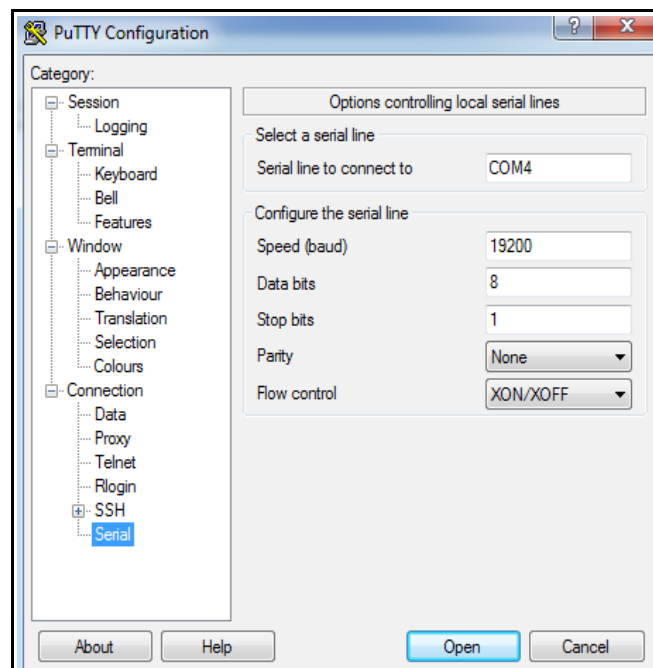 PuTTY Configuration
?
X
Category:
Session
Logging
Terminal
Keyboard
Bell
Features
Window
Appearance
Behaviour
Translation
Selection
Colours
Connection
Data
Proxy
Telnet
Rlogin
SSH
Serial
Options controlling local serial lines
Select a serial line
Serial line to connect to COM4
Configure the serial line
Speed (baud) 19200
Data bits 8
Stop bits 1
Parity None
Flow control XON/XOFF
About Help Open Cancel